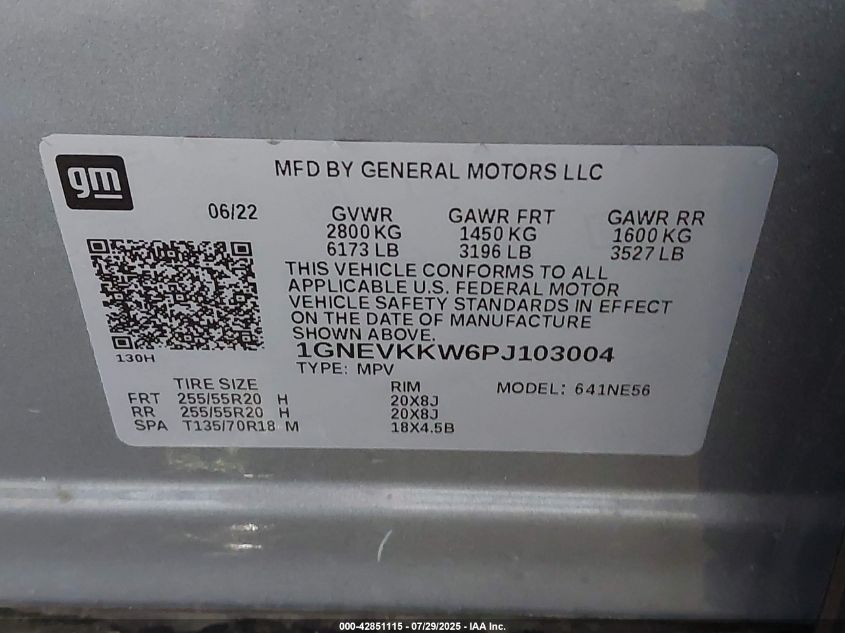 gm
MFD BY GENERAL MOTORS LLC
06/22
GVWR GAWR FRT GAWR RR
2800 KG 1450 KG 1600 KG
6173 LB 3196 LB 3527 LB
THIS VEHICLE CONFORMS TO ALL
APPLICABLE U.S. FEDERAL MOTOR
VEHICLE SAFETY STANDARDS IN EFFECT
ON THE DATE OF MANUFACTURE
SHOWN ABOVE.
130H
1GNEVKKW6PJ103004
TYPE: MPV
TIRE SIZE RIM MODEL: 641NE56
FRT 255/55R20 H 20X8J
RR 255/55R20 H 20X8J
SPA T135/70R18 M 18X4.5B
000-42851115 - 07/29/2025 - IAA Inc.